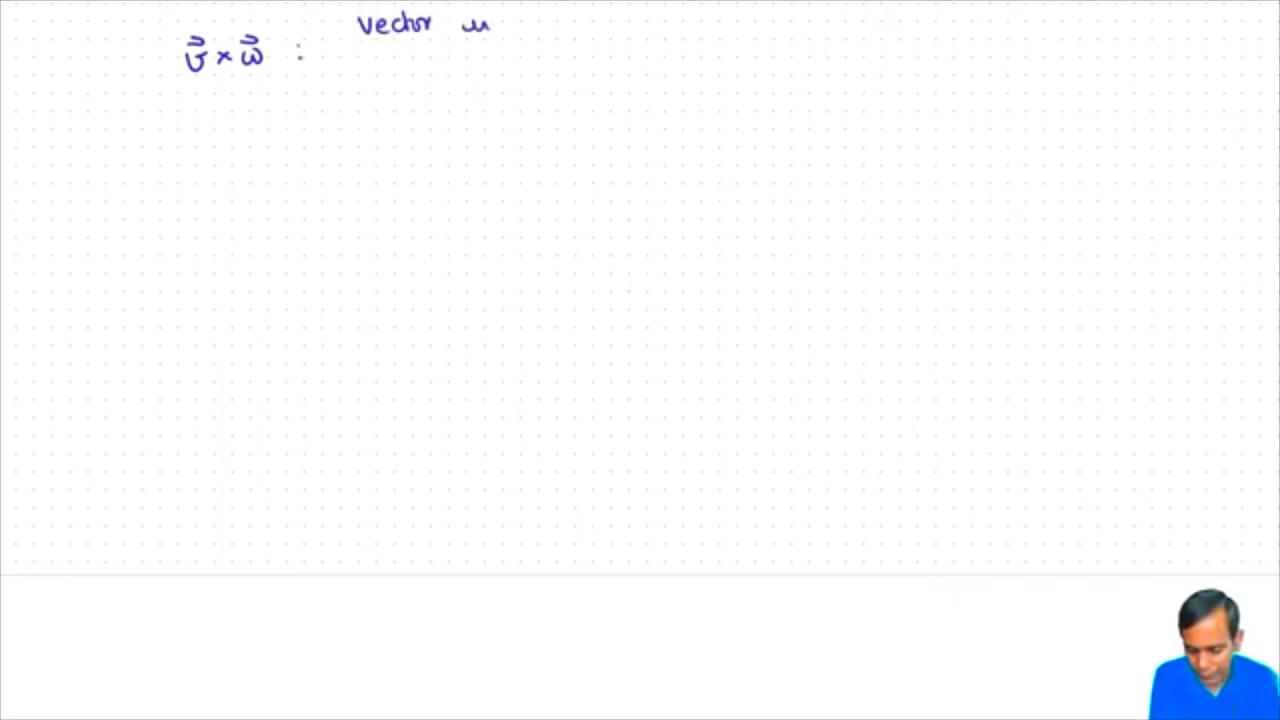 vector u
v⃗ × w⃗ :